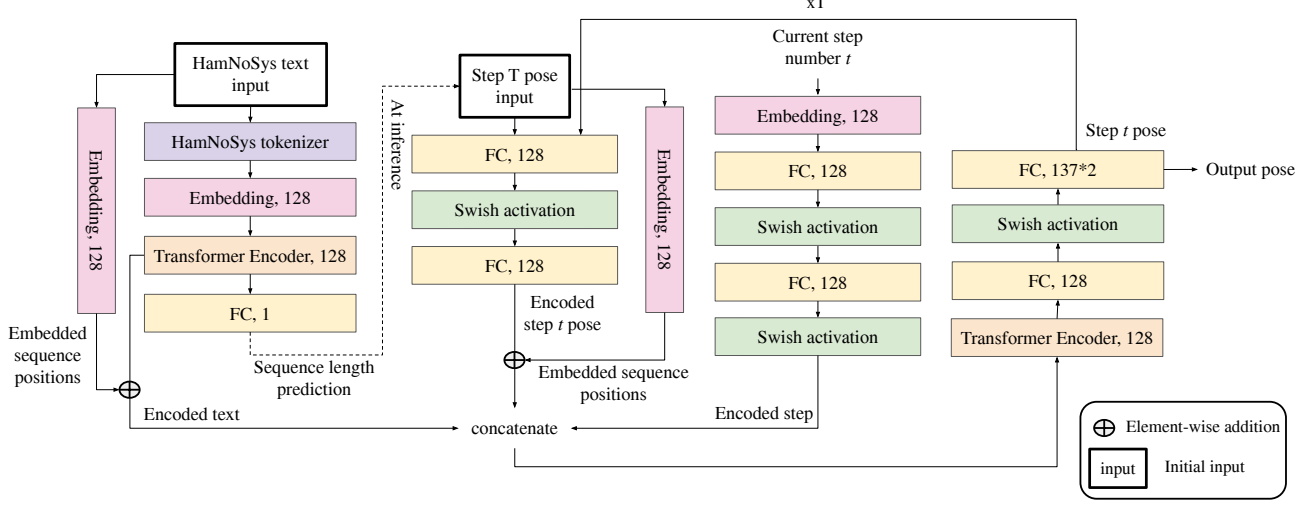 xT
HamNoSys text
input
HamNoSys tokenizer
Embedding, 128
Transformer Encoder, 128
FC, 1
Embedding, 128
Embedded
sequence
positions
Sequence length
prediction
Encoded text
At inference
Step T pose
input
FC, 128
Swish activation
FC, 128
Embedding, 128
Encoded
step t pose
Embedded sequence
positions
concatenate
Current step
number t
Embedding, 128
FC, 128
Swish activation
FC, 128
Swish activation
Encoded step
Step t pose
FC, 137*2
Output pose
Swish activation
FC, 128
Transformer Encoder, 128
Element-wise addition
input
Initial input